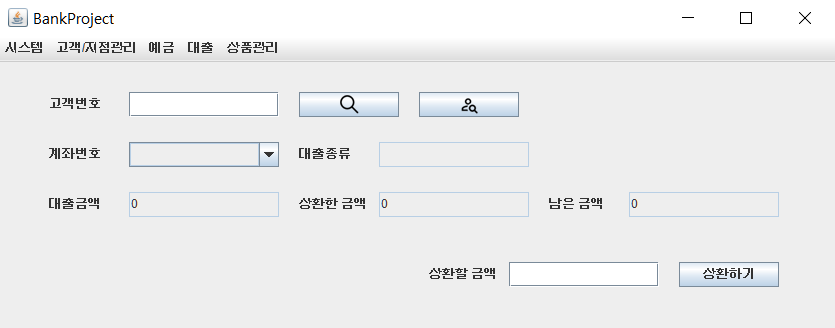 BankProject
시스템 고객/지점관리 예금 대출 상품관리
고객번호
계좌번호 대출종류
대출금액 0 상환한 금액 0 남은 금액 0
상환할 금액 상환하기